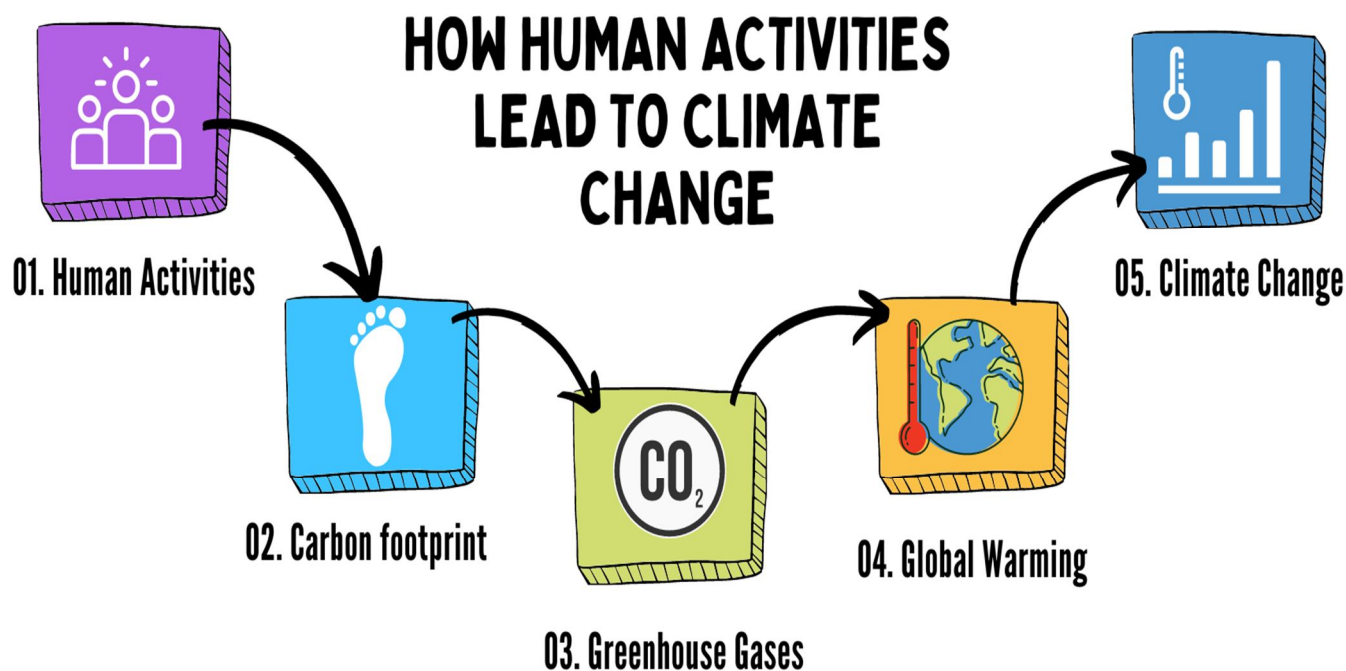 HOW HUMAN ACTIVITIES
LEAD TO CLIMATE
CHANGE
01. Human Activities
02. Carbon footprint
CO₂
03. Greenhouse Gases
04. Global Warming
05. Climate Change